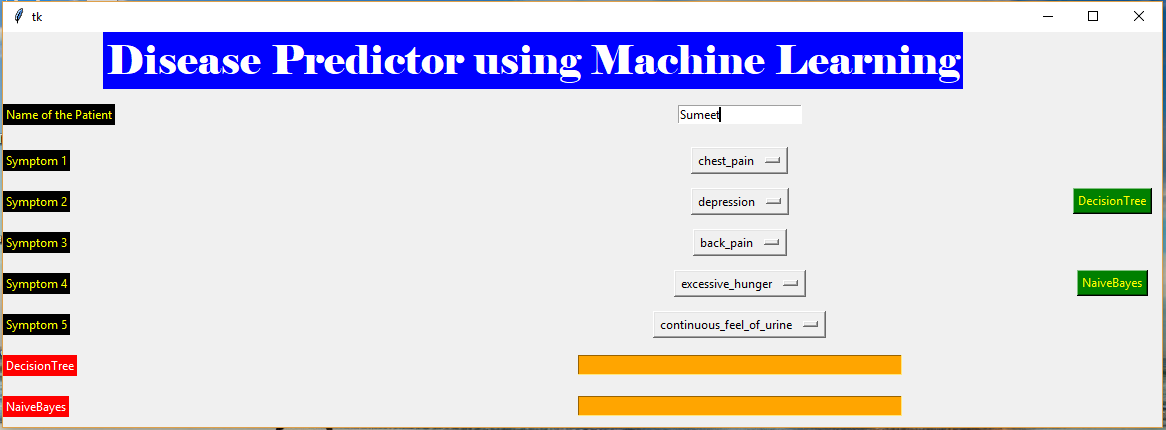 tk
Disease Predictor using Machine Learning
Name of the Patient Sumeet
Symptom 1 chest_pain
Symptom 2 depression DecisionTree
Symptom 3 back_pain
Symptom 4 excessive_hunger NaiveBayes
Symptom 5 continuous_feel_of_urine
DecisionTree
NaiveBayes